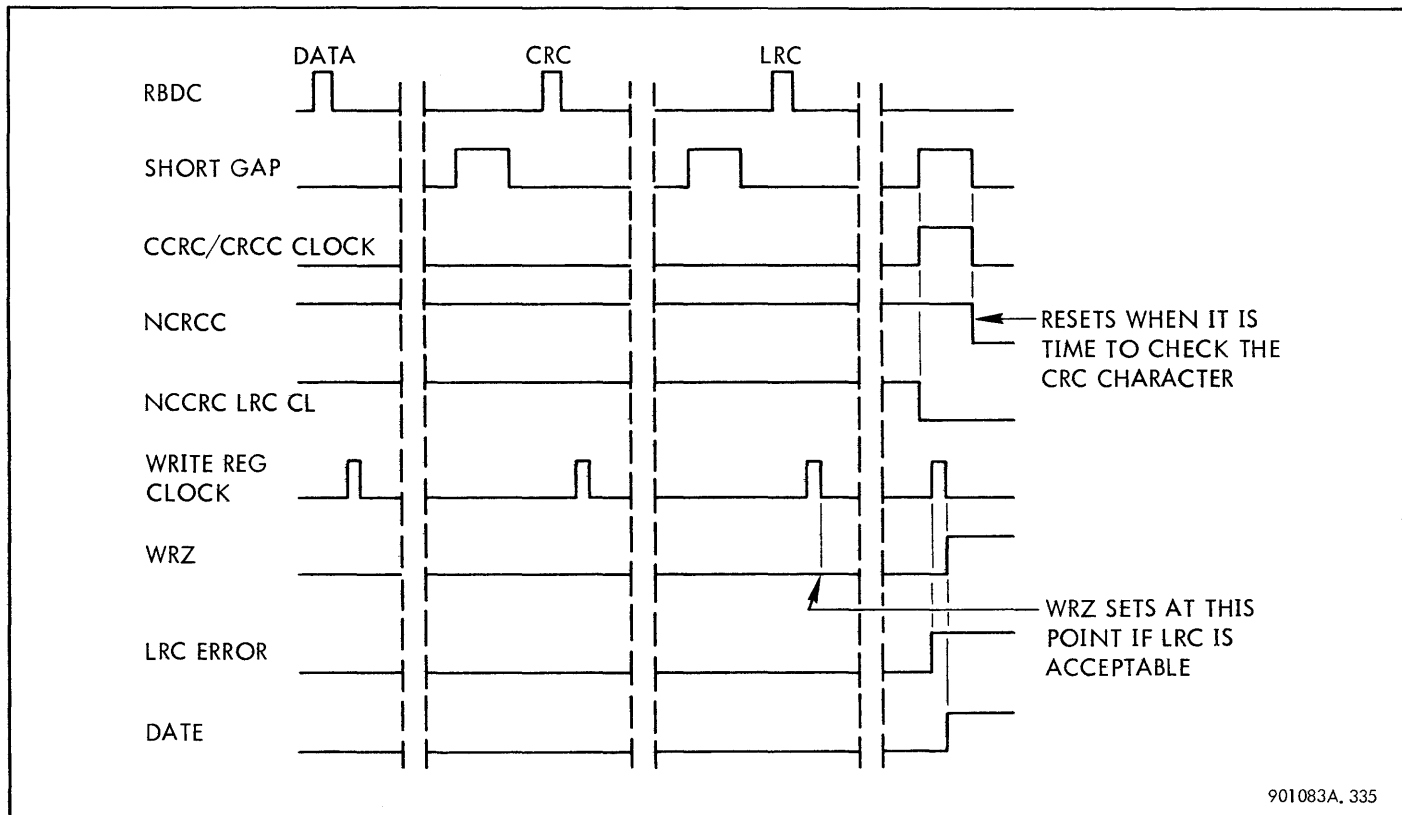 DATA CRC LRC
RBDC
SHORT GAP
CCRC/CRCC CLOCK
NCRCC
RESETS WHEN IT IS
TIME TO CHECK THE
CRC CHARACTER
NCCRC LRC CL
WRITE REG
CLOCK
WRZ
WRZ SETS AT THIS
POINT IF LRC IS
ACCEPTABLE
LRC ERROR
DATE
901083A. 335